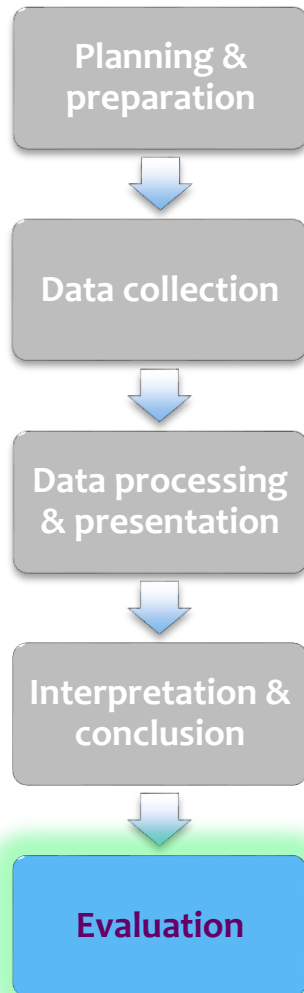 Planning &
preparation
Data collection
Data processing
& presentation
Interpretation &
conclusion
Evaluation